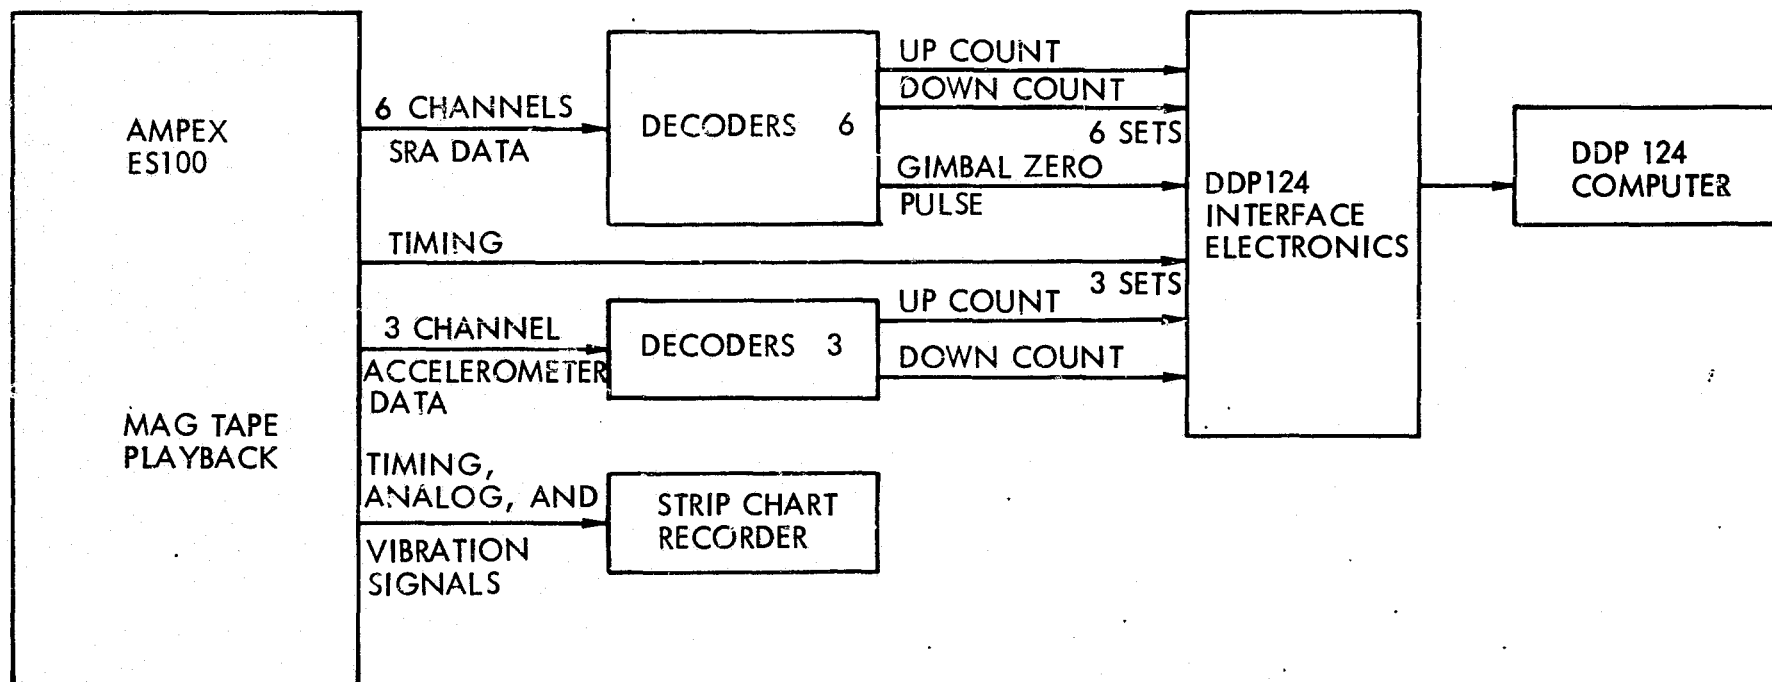 AMPEX
ES100
MAG TAPE
PLAYBACK
6 CHANNELS
SRA DATA
TIMING
3 CHANNEL
ACCELEROMETER
DATA
TIMING,
ANALOG, AND
VIBRATION
SIGNALS
DECODERS 6
DECODERS 3
STRIP CHART
RECORDER
UP COUNT
DOWN COUNT
6 SETS
GIMBAL ZERO
PULSE
3 SETS
UP COUNT
DOWN COUNT
DDP124
INTERFACE
ELECTRONICS
DDP 124
COMPUTER